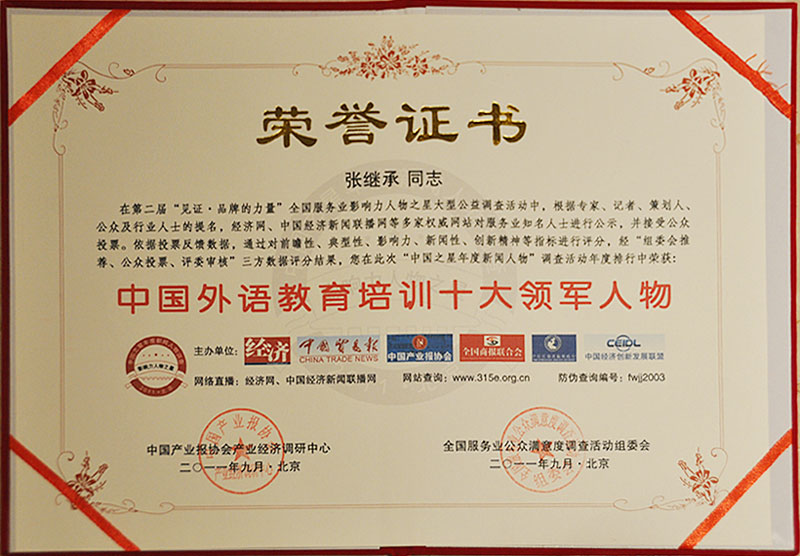 荣誉证书
张继承 同志
在第二届“见证·品牌的力量”全国服务业影响力人物之星大型公益调查活动中，根据专家、记者、策划人、
公众及行业人士的提名，经济网、中国经济新闻联播网等多家权威网站对服务业知名人士进行公示，并接受公众
投票。依据投票反馈数据，通过对前瞻性、典型性、影响力、新闻性、创新精神等指标进行评分，经“组委会推
荐、公众投票、评委审核”三方数据评分结果，您在此次“中国之星年度新闻人物”调查活动年度排行中荣获：
中国外语教育培训十大领军人物
影响力人物之星
主办单位：
经济
中国贸易报
CHINA TRADE NEWS
中国产业报协会
全国商报联合会
CEIDL
中国经济创新发展联盟
网络直播：经济网、中国经济新闻联播网 网站查询：www.315e.org.cn 防伪查询编号：fwjj2003
中国产业报协会产业经济调研中心
二〇一一年九月·北京
全国服务业公众满意度调查活动组委会
二〇一一年九月·北京